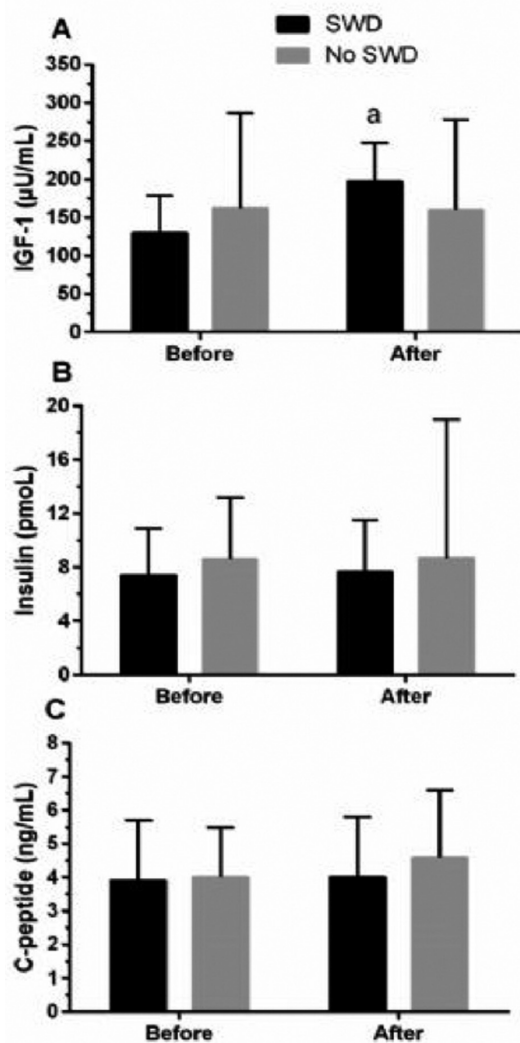 A
SWD
No SWD
350
300
250
200
150
100
50
0
IGF-1 (µU/mL)
a
Before After
B
20
16
12
8
4
0
Insulin (pmoL)
Before After
C
8
7
6
5
4
3
2
1
0
C-peptide (ng/mL)
Before After